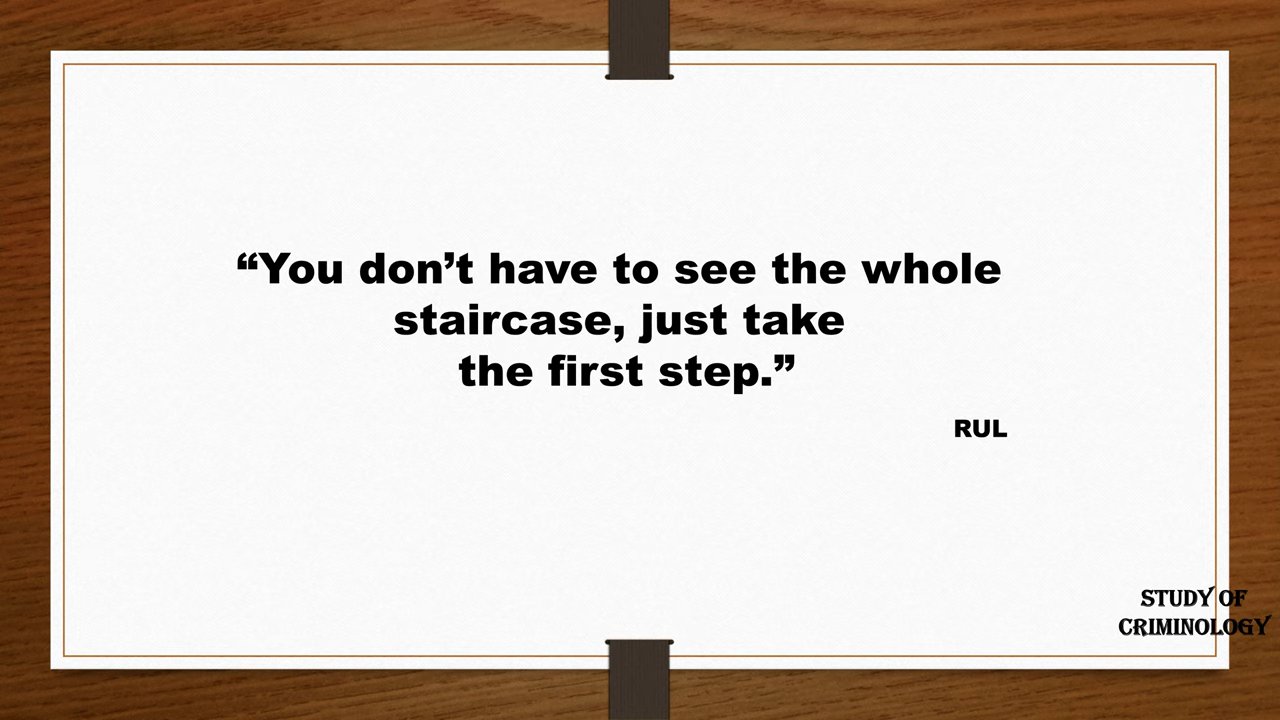 “You don’t have to see the whole
staircase, just take
the first step.”
RUL
STUDY OF
CRIMINOLOGY